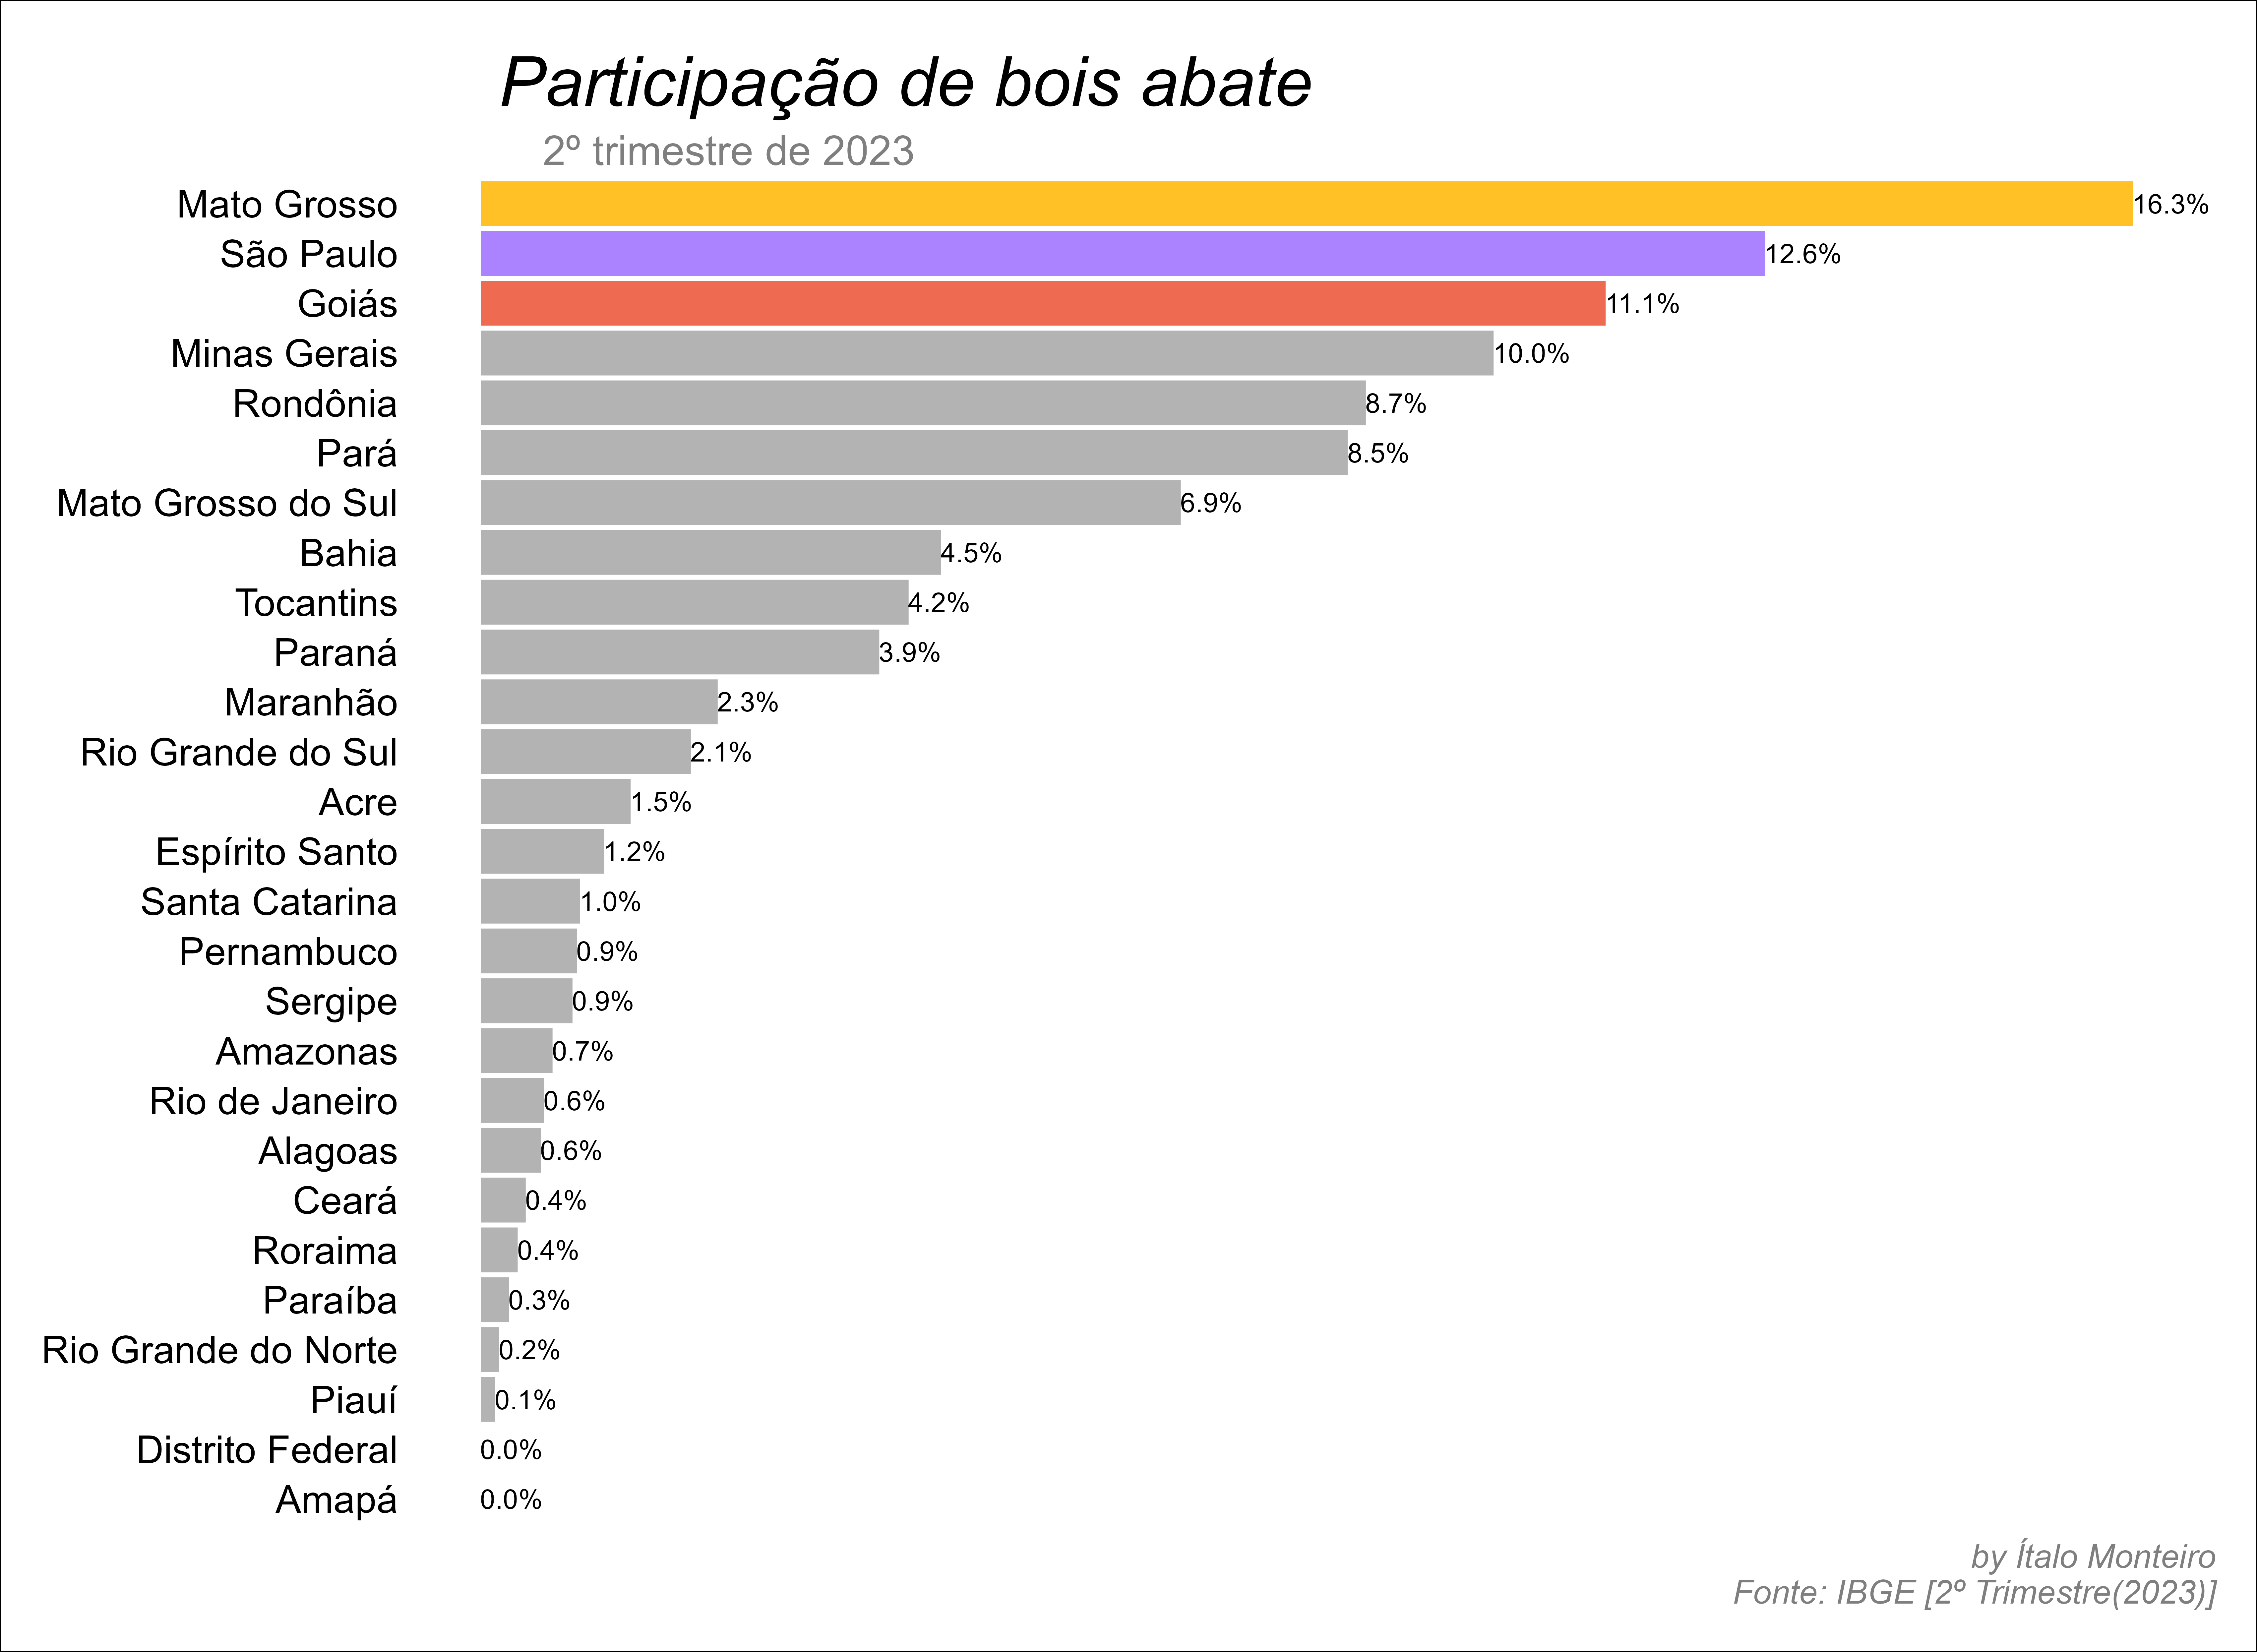 Participação de bois abate
2º trimestre de 2023
Mato Grosso 16.3%
São Paulo 12.6%
Goiás 11.1%
Minas Gerais 10.0%
Rondônia 8.7%
Pará 8.5%
Mato Grosso do Sul 6.9%
Bahia 4.5%
Tocantins 4.2%
Paraná 3.9%
Maranhão 2.3%
Rio Grande do Sul 2.1%
Acre 1.5%
Espírito Santo 1.2%
Santa Catarina 1.0%
Pernambuco 0.9%
Sergipe 0.9%
Amazonas 0.7%
Rio de Janeiro 0.6%
Alagoas 0.6%
Ceará 0.4%
Roraima 0.4%
Paraíba 0.3%
Rio Grande do Norte 0.2%
Piauí 0.1%
Distrito Federal 0.0%
Amapá 0.0%
by Ítalo Monteiro
Fonte: IBGE [2º Trimestre(2023)]